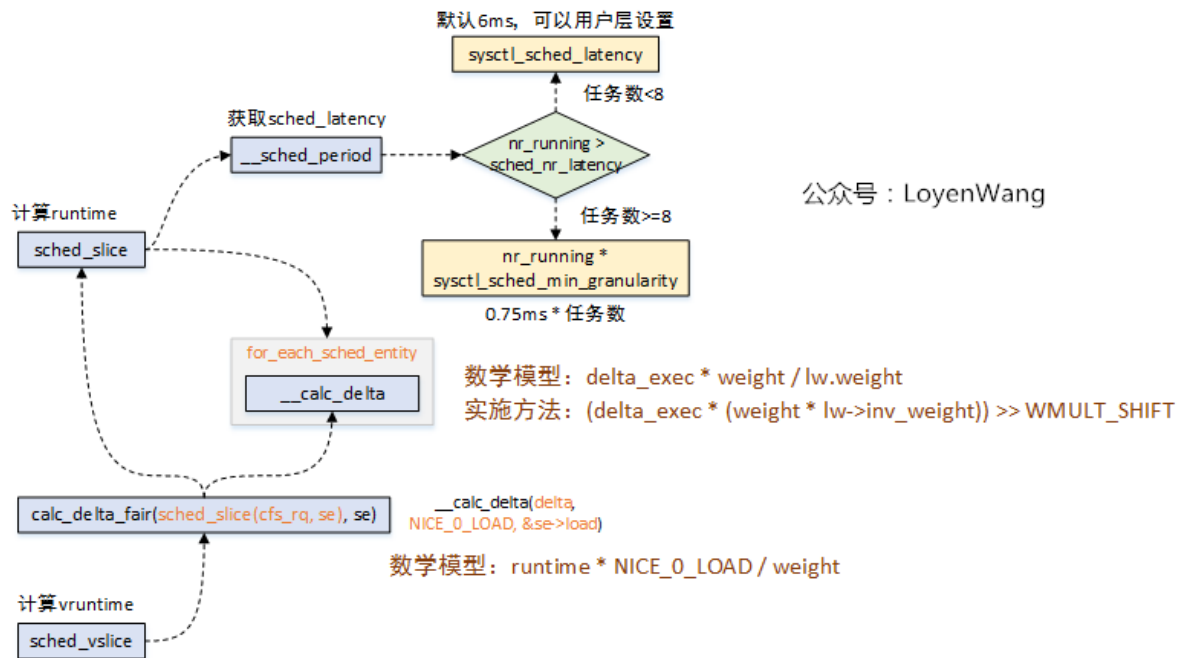 默认6ms，可以用户层设置
sysctl_sched_latency
任务数<8
获取sched_latency
__sched_period
nr_running >
sched_nr_latency
公众号：LoyenWang
任务数>=8
计算runtime
sched_slice
nr_running *
sysctl_sched_min_granularity
0.75ms * 任务数
for_each_sched_entity
__calc_delta
数学模型：delta_exec * weight / lw.weight
实施方法：(delta_exec * (weight * lw->inv_weight)) >> WMULT_SHIFT
calc_delta_fair(sched_slice(cfs_rq, se), se)
__calc_delta(delta,
NICE_0_LOAD, &se->load)
数学模型：runtime * NICE_0_LOAD / weight
计算vruntime
sched_vslice